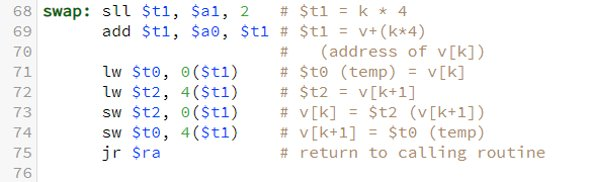 68 swap: sll $t1, $a1, 2 # $t1 = k * 4
69 add $t1, $a0, $t1 # $t1 = v+(k*4)
70 # (address of v[k])
71 lw $t0, 0($t1) # $t0 (temp) = v[k]
72 lw $t2, 4($t1) # $t2 = v[k+1]
73 sw $t2, 0($t1) # v[k] = $t2 (v[k+1])
74 sw $t0, 4($t1) # v[k+1] = $t0 (temp)
75 jr $ra # return to calling routine
76